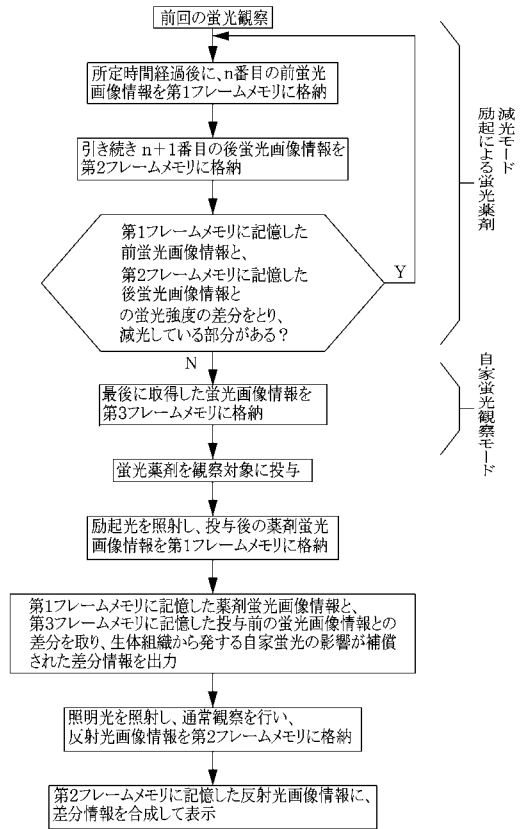 前回の蛍光観察
所定時間経過後に、n番目の前蛍光
画像情報を第1フレームメモリに格納
引き続きn+1番目の後蛍光画像情報を
第2フレームメモリに格納
第1フレームメモリに記憶した
前蛍光画像情報と、
第2フレームメモリに記憶した
後蛍光画像情報と
の蛍光強度の差分をとり、
減光している部分がある?
Y
N
励起による蛍光薬剤
減光モード
最後に取得した蛍光画像情報を
第3フレームメモリに格納
自家蛍光観察モード
蛍光薬剤を観察対象に投与
励起光を照射し、投与後の薬剤蛍光
画像情報を第1フレームメモリに格納
第1フレームメモリに記憶した薬剤蛍光画像情報と、
第3フレームメモリに記憶した投与前の蛍光画像情報との
差分を取り、生体組織から発する自家蛍光の影響が補償
された差分情報を出力
照明光を照射し、通常観察を行い、
反射光画像情報を第2フレームメモリに格納
第2フレームメモリに記憶した反射光画像情報に、
差分情報を合成して表示